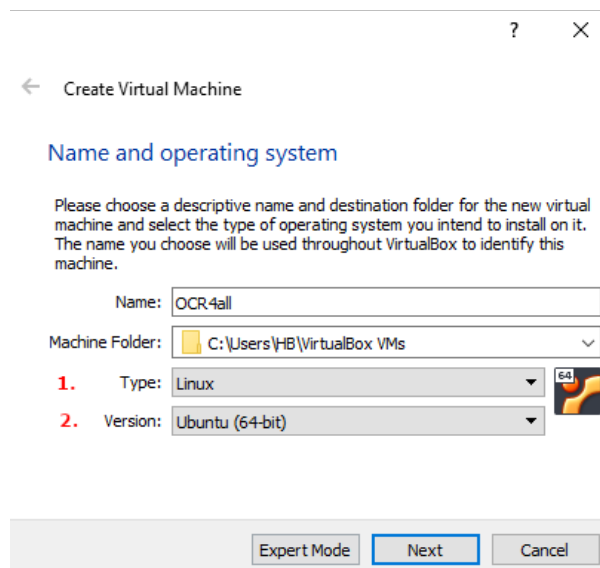 ?
Create Virtual Machine
Name and operating system
Please choose a descriptive name and destination folder for the new virtual
machine and select the type of operating system you intend to install on it.
The name you choose will be used throughout VirtualBox to identify this
machine.
Name: OCR4all
Machine Folder: C:\Users\HB\VirtualBox VMs
1. Type: Linux 64
2. Version: Ubuntu (64-bit)
Expert Mode Next Cancel